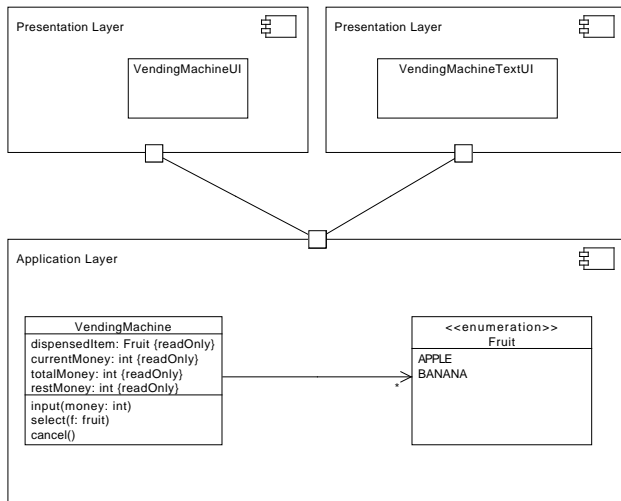 Presentation Layer
VendingMachineUI
Presentation Layer
VendingMachineTextUI
Application Layer
VendingMachine
dispensedItem: Fruit {readOnly}
currentMoney: int {readOnly}
totalMoney: int {readOnly}
restMoney: int {readOnly}
input(money: int)
select(f: fruit)
cancel()
*
<<enumeration>>
Fruit
APPLE
BANANA